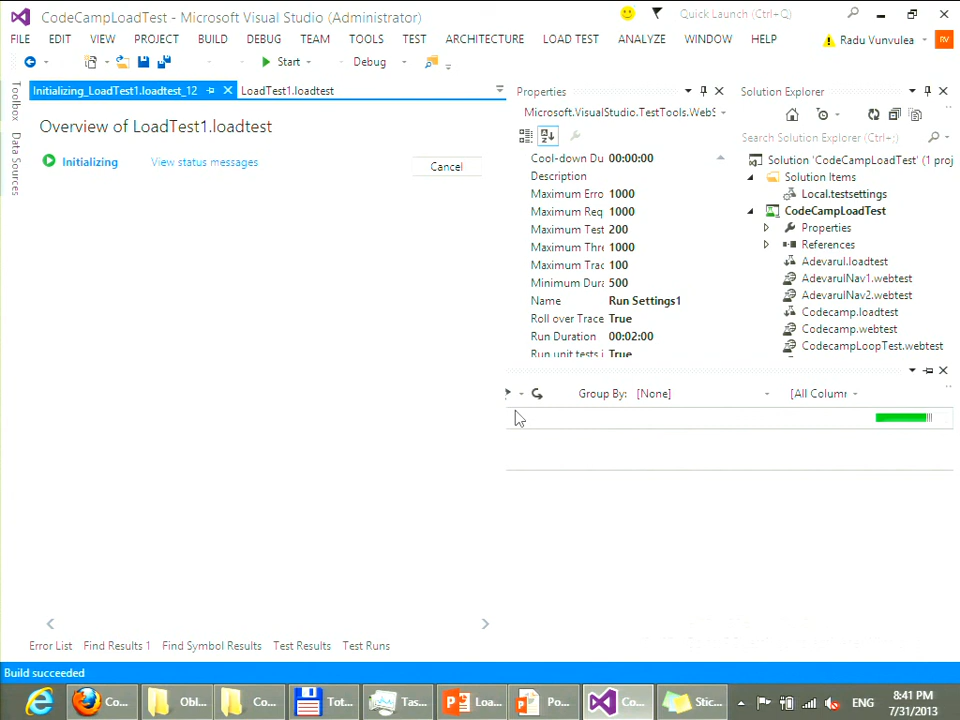 CodeCampLoadTest - Microsoft Visual Studio (Administrator)
Quick Launch (Ctrl+Q)
FILE EDIT VIEW PROJECT BUILD DEBUG TEAM TOOLS TEST ARCHITECTURE LOAD TEST ANALYZE WINDOW HELP
Radu Vunvulea
RV
Start
Debug
Toolbox
Data Sources
Initializing_LoadTest1.loadtest_12
LoadTest1.loadtest
Overview of LoadTest1.loadtest
Initializing
View status messages
Cancel
Properties
Microsoft.VisualStudio.TestTools.WebS
Cool-down Du 00:00:00
Description
Maximum Erro 1000
Maximum Req 1000
Maximum Test 200
Maximum Thre 1000
Maximum Trac 100
Minimum Dura 500
Name Run Settings1
Roll over Trace True
Run Duration 00:02:00
Run unit tests i True
Solution Explorer
Search Solution Explorer (Ctrl+;)
Solution 'CodeCampLoadTest' (1 proj
Solution Items
Local.testsettings
CodeCampLoadTest
Properties
References
Adevarul.loadtest
AdevarulNav1.webtest
AdevarulNav2.webtest
Codecamp.loadtest
Codecamp.webtest
CodecampLoopTest.webtest
Group By: [None]
[All Column
Error List Find Results 1 Find Symbol Results Test Results Test Runs
Build succeeded
Co...
Obl...
Co...
Tot...
Tas...
Loa...
Po...
Co...
Stic...
ENG
8:41 PM
7/31/2013